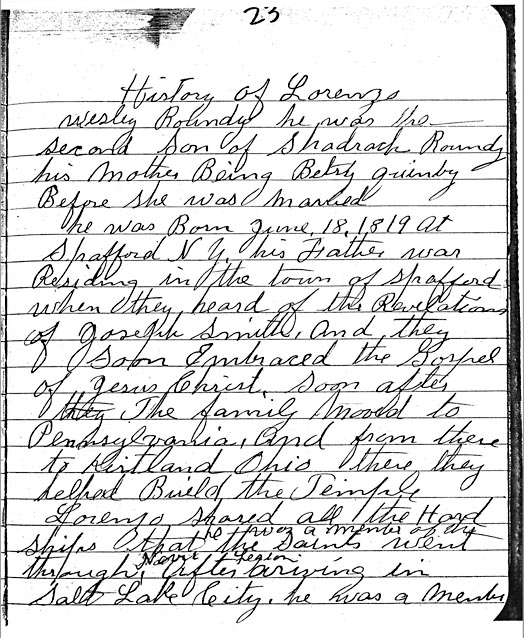 23
History of Lorenzo
Wesley Roundy he was the
second son of Shadrach Roundy
his Mother Being Betsy quinby
Before she was Married
he was Born June, 18, 1819 At
Spafford N Y. his Father was
Residing in the town of Spafford
when they heard of the Revelations
of Joseph Smith, And they
Soon Embraced the Gospel
of Jesus Christ. Soon after
they The family Moved to
Pennsylvania, and from there
to Kirtland Ohio there they
helped Build the Temple
Lorenzo shared all the Hard
he was a member of the
ships that the Saints went
Legion
through, After ariving in
Salt Lake City. he was a Member